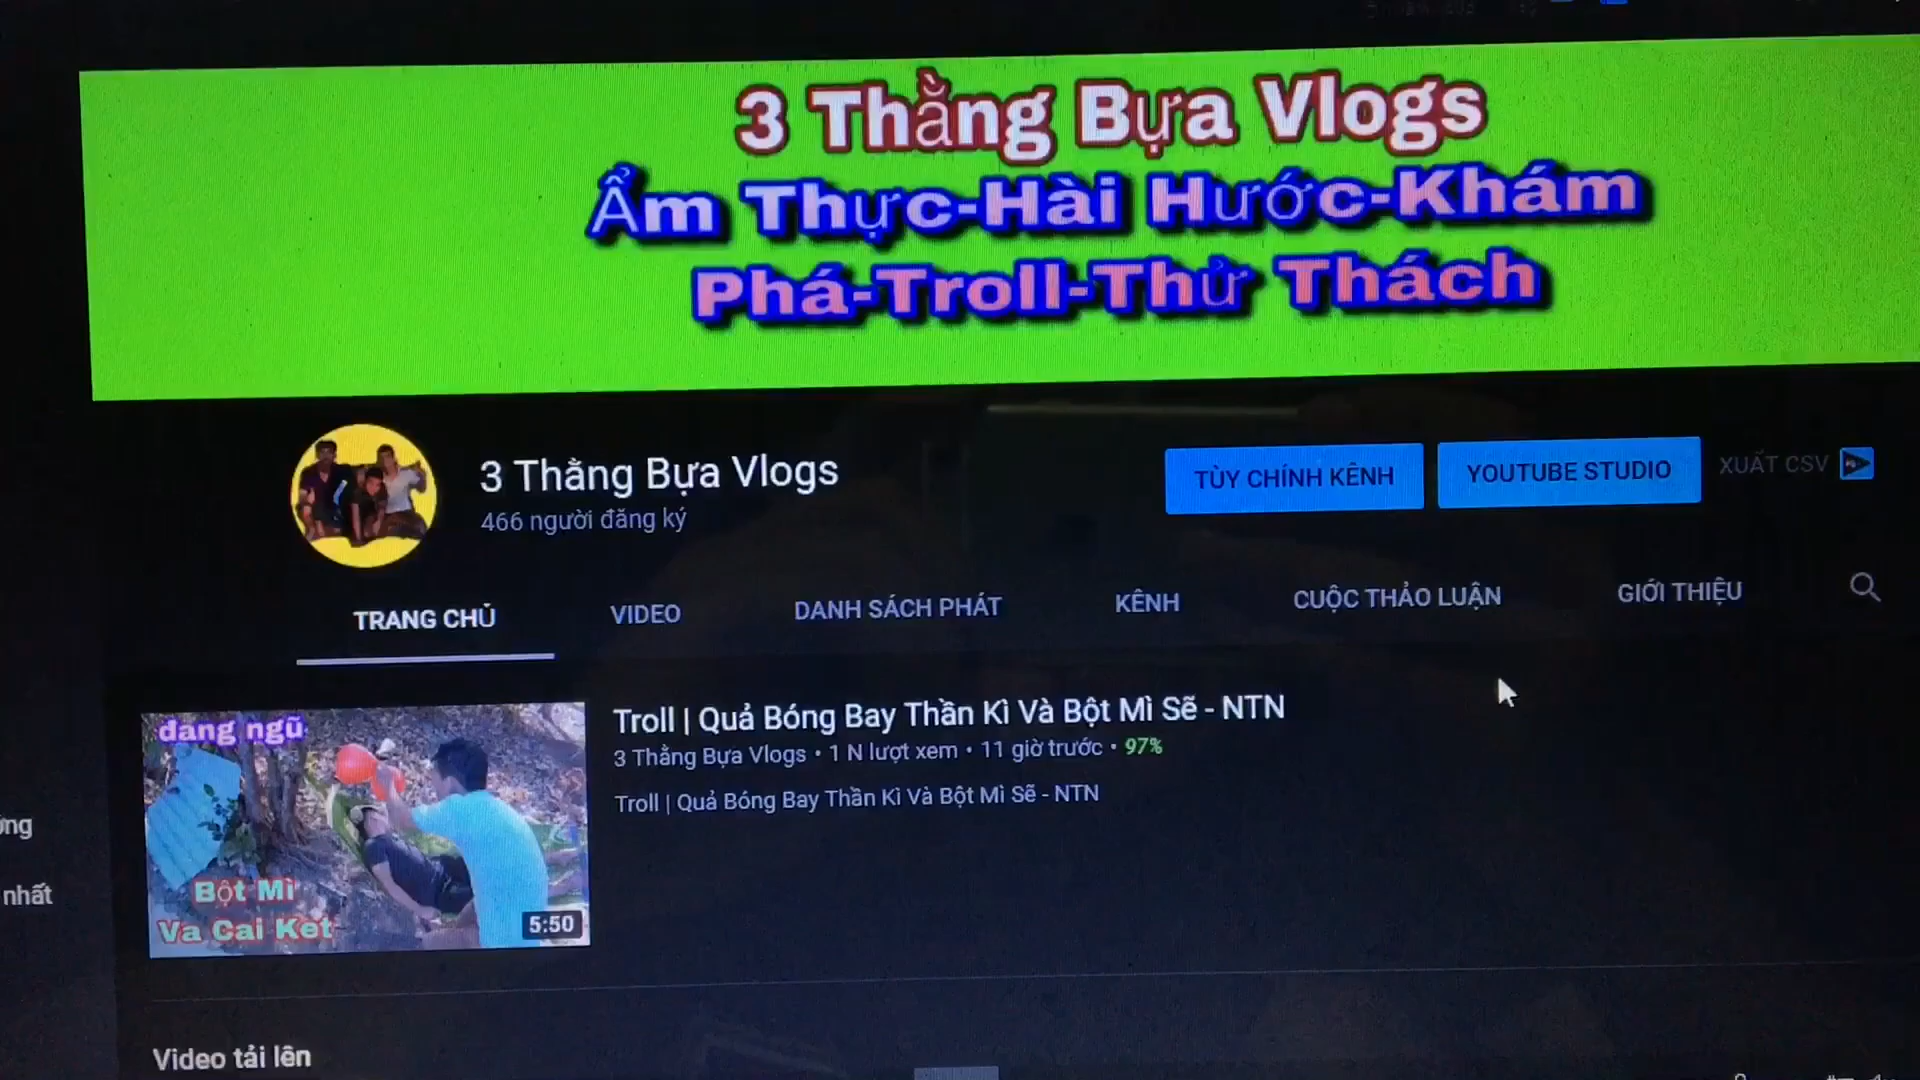 3 Thằng Bựa Vlogs
Ẩm Thực-Hài Hước-Khám
Phá-Troll-Thử Thách
3 Thằng Bựa Vlogs
466 người đăng ký
TÙY CHỈNH KÊNH
YOUTUBE STUDIO
XUẤT CSV
TRANG CHỦ
VIDEO
DANH SÁCH PHÁT
KÊNH
CUỘC THẢO LUẬN
GIỚI THIỆU
đang ngũ
Bột Mì
Va Cai Ket
5:50
Troll | Quả Bóng Bay Thần Kì Và Bột Mì Sẽ - NTN
3 Thằng Bựa Vlogs • 1 N lượt xem • 11 giờ trước • 97%
Troll | Quả Bóng Bay Thần Kì Và Bột Mì Sẽ - NTN
nhất
Video tải lên